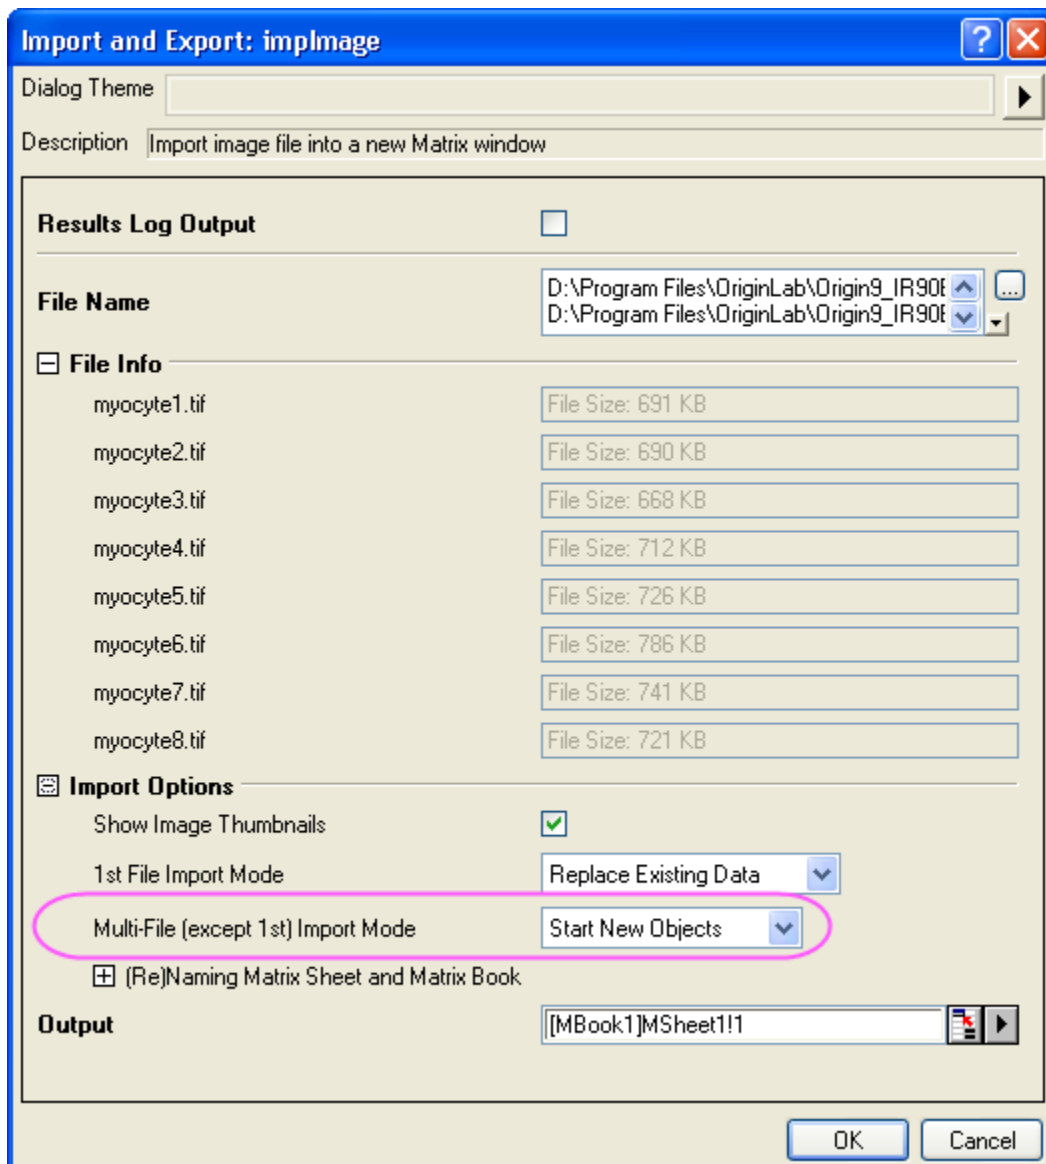 Import and Export: impImage
Dialog Theme
Description Import image file into a new Matrix window
Results Log Output
File Name D:\Program Files\OriginLab\Origin9_IR90E
D:\Program Files\OriginLab\Origin9_IR90E
File Info
myocyte1.tif File Size: 691 KB
myocyte2.tif File Size: 690 KB
myocyte3.tif File Size: 668 KB
myocyte4.tif File Size: 712 KB
myocyte5.tif File Size: 726 KB
myocyte6.tif File Size: 786 KB
myocyte7.tif File Size: 741 KB
myocyte8.tif File Size: 721 KB
Import Options
Show Image Thumbnails
1st File Import Mode Replace Existing Data
Multi-File (except 1st) Import Mode Start New Objects
(Re)Naming Matrix Sheet and Matrix Book
Output [MBook1]MSheet1!1
OK Cancel